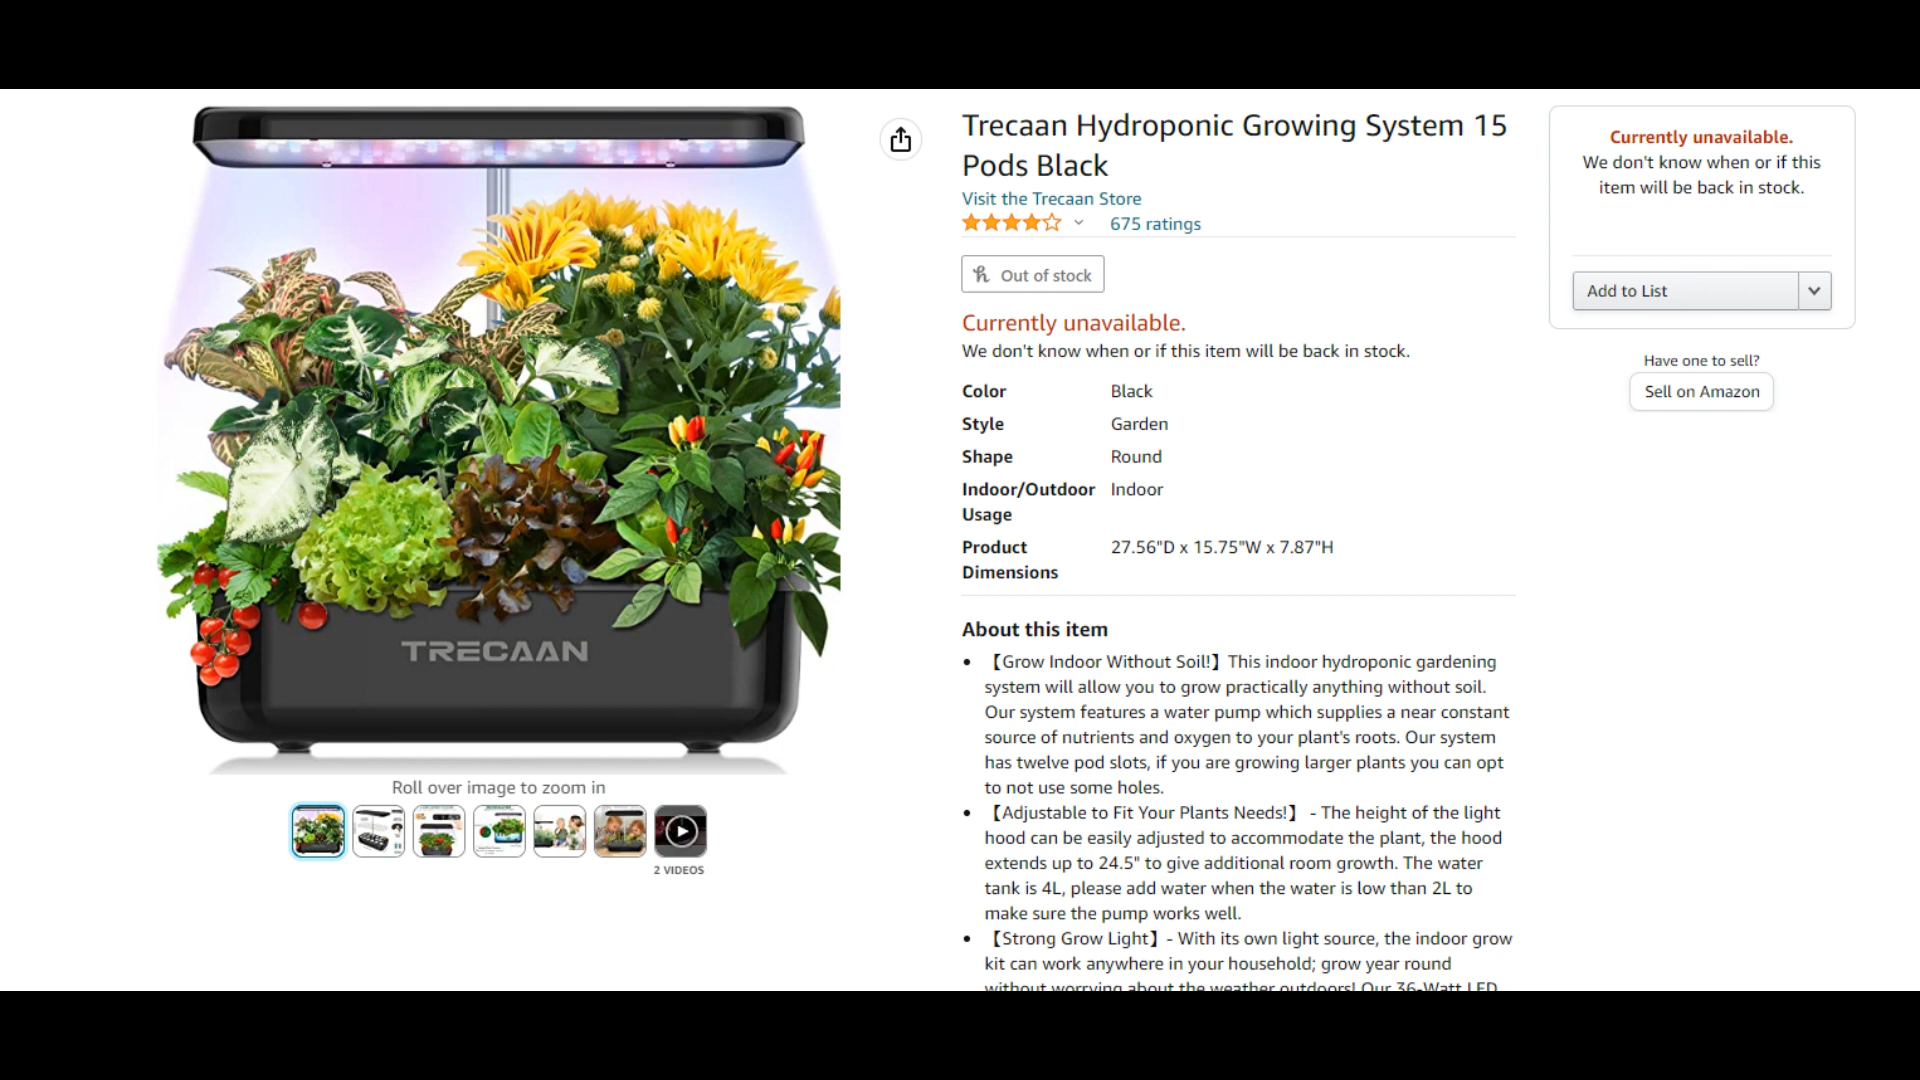 TRECAAN
Roll over image to zoom in
2 VIDEOS
Trecaan Hydroponic Growing System 15
Pods Black
Visit the Trecaan Store
675 ratings
Out of stock
Currently unavailable.
We don't know when or if this item will be back in stock.
Color Black
Style Garden
Shape Round
Indoor/Outdoor Indoor
Usage
Product 27.56"D x 15.75"W x 7.87"H
Dimensions
About this item
• 【Grow Indoor Without Soil!】This indoor hydroponic gardening
system will allow you to grow practically anything without soil.
Our system features a water pump which supplies a near constant
source of nutrients and oxygen to your plant's roots. Our system
has twelve pod slots, if you are growing larger plants you can opt
to not use some holes.
• 【Adjustable to Fit Your Plants Needs!】 - The height of the light
hood can be easily adjusted to accommodate the plant, the hood
extends up to 24.5" to give additional room growth. The water
tank is 4L, please add water when the water is low than 2L to
make sure the pump works well.
• 【Strong Grow Light】- With its own light source, the indoor grow
kit can work anywhere in your household; grow year round
without worrying about the weather outdoors! Our 36-Watt LED
Currently unavailable.
We don't know when or if this
item will be back in stock.
Add to List
Have one to sell?
Sell on Amazon